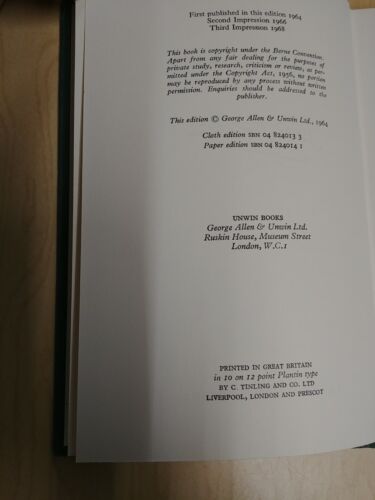 First published in this edition 1964
Second Impression 1966
Third Impression 1968
This book is copyright under the Berne Convention.
Apart from any fair dealing for the purposes of
private study, research, criticism or review, as per-
mitted under the Copyright Act, 1956, no portion
may be reproduced by any process without written
permission. Enquiries should be addressed to the
publisher.
This edition © George Allen & Unwin Ltd., 1964
Cloth edition SBN 04 824013 3
Paper edition SBN 04 824014 1
UNWIN BOOKS
George Allen & Unwin Ltd.
Ruskin House, Museum Street
London, W.C.1
PRINTED IN GREAT BRITAIN
in 10 on 12 point Plantin type
BY C. TINLING AND CO. LTD
LIVERPOOL, LONDON AND PRESCOT